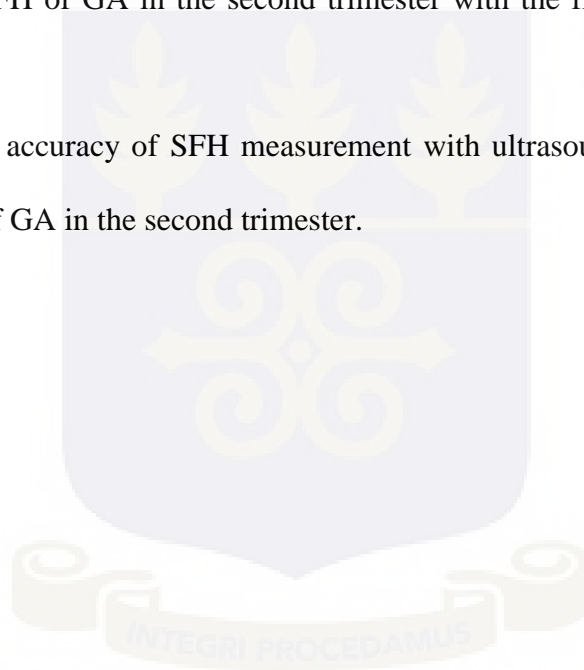 of GA in the second trimester with the
accuracy of SFH measurement with
GA in the second trimester.
INTEGRI PROCEDAMUS